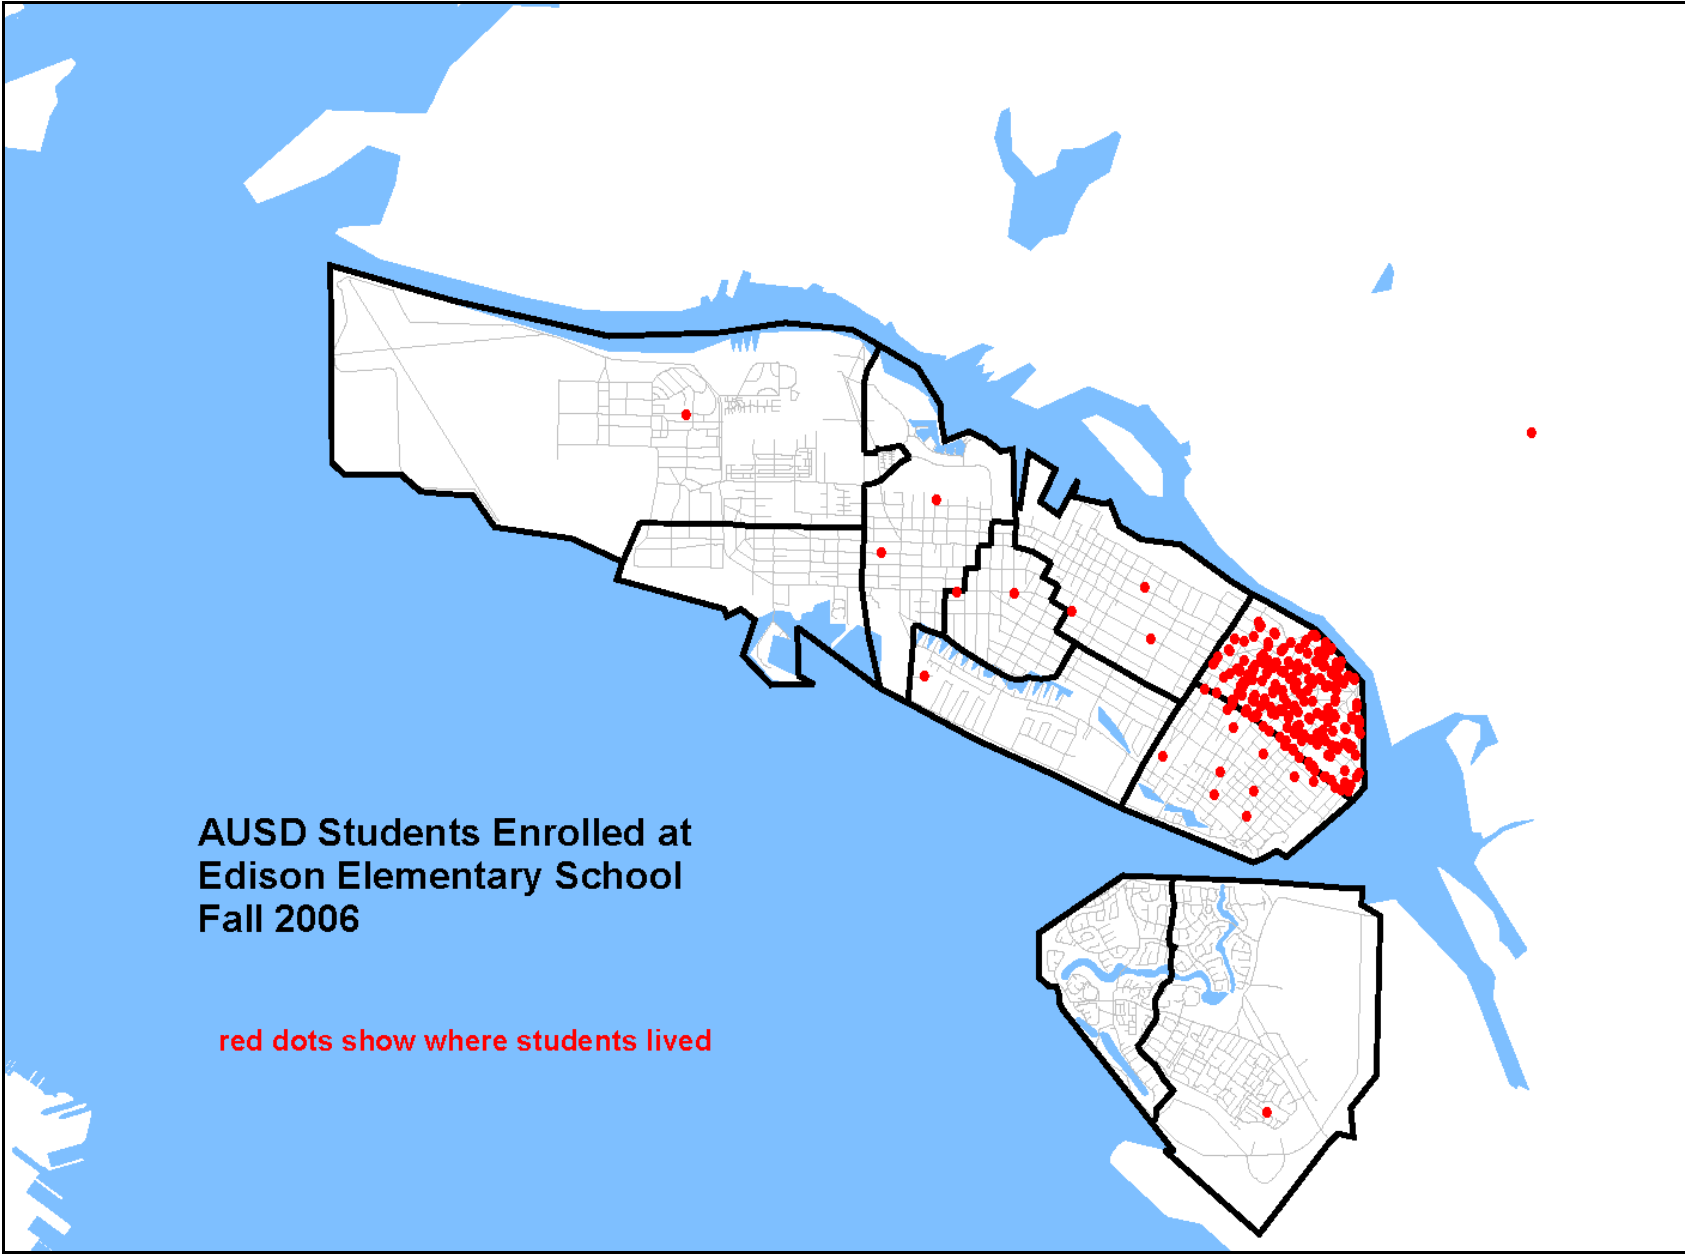 AUSD Students Enrolled at
Edison Elementary School
Fall 2006
red dots show where students lived